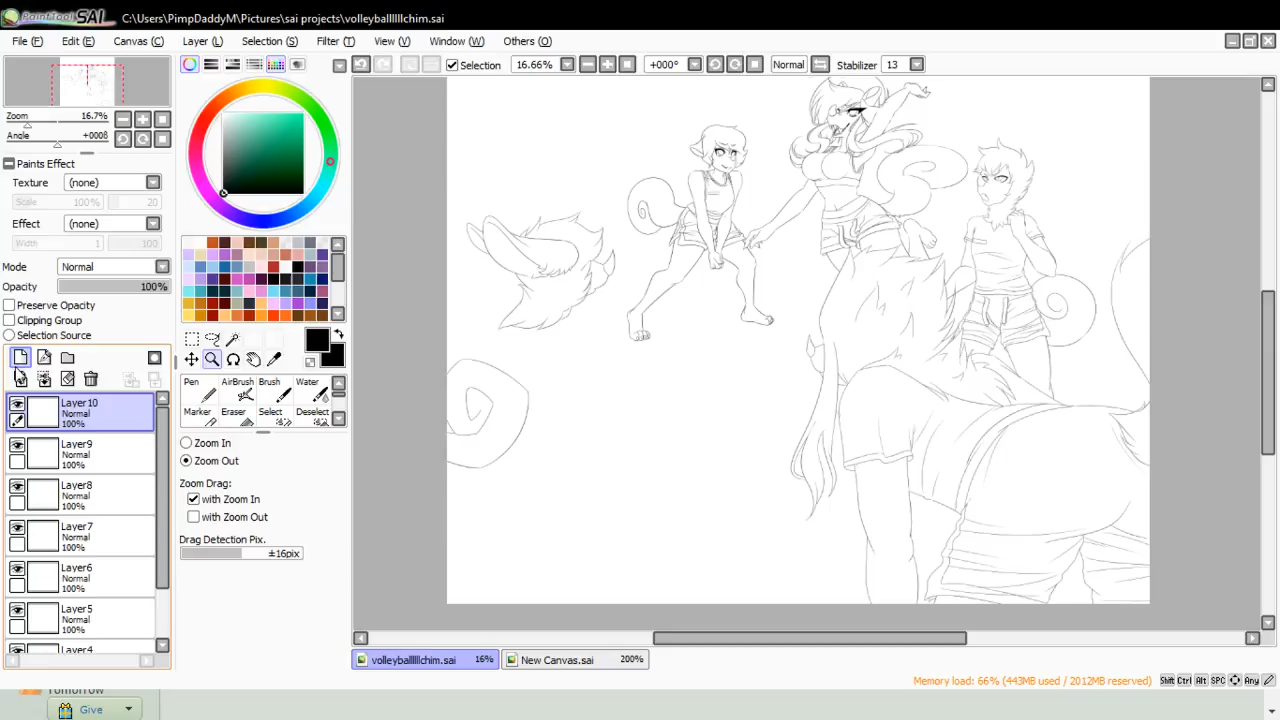 PaintTool SAI C:\Users\PimpDaddyM\Pictures\sai projects\volleyballlllchim.sai
File (F) Edit (E) Canvas (C) Layer (L) Selection (S) Filter (T) View (V) Window (W) Others (O)
Selection 16.66% +000° Normal Stabilizer 13
Zoom 16.7%
Angle +000ß
Paints Effect
Texture (none)
Scale 100% 20
Effect (none)
Width 1 100
Mode Normal
Opacity 100%
Preserve Opacity
Clipping Group
Selection Source
Layer10
Normal
100%
Layer9
Normal
100%
Layer8
Normal
100%
Layer7
Normal
100%
Layer6
Normal
100%
Layer5
Normal
100%
Layer4
Pen AirBrush Brush Water
Marker Eraser Select Deselect
Zoom In
Zoom Out
Zoom Drag:
with Zoom In
with Zoom Out
Drag Detection Pix.
±16pix
volleyballlllchim.sai 16% New Canvas.sai 200%
Memory load: 66% (443MB used / 2012MB reserved) Shift Ctrl Alt SPC Any
Tomorrow
Give